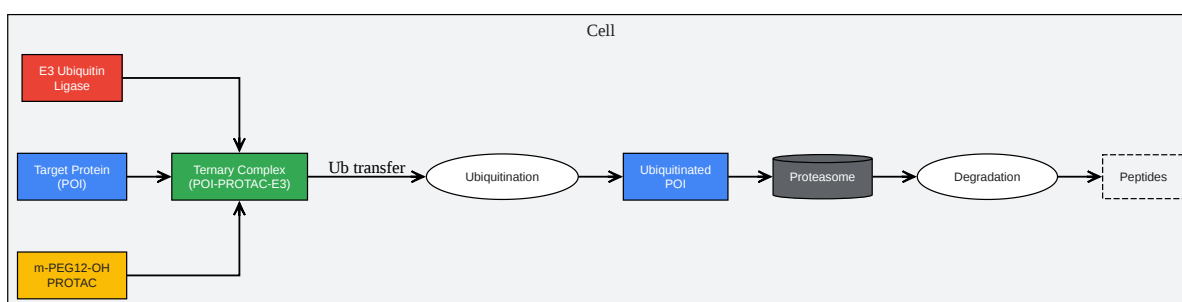 Cell
E3 Ubiquitin
Ligase
Target Protein
(POI)
Ternary Complex
(POI-PROTAC-E3)
Ub transfer
Ubiquitination
Ubiquitinated
POI
Proteasome
Degradation
Peptides
m-PEG12-OH
PROTAC